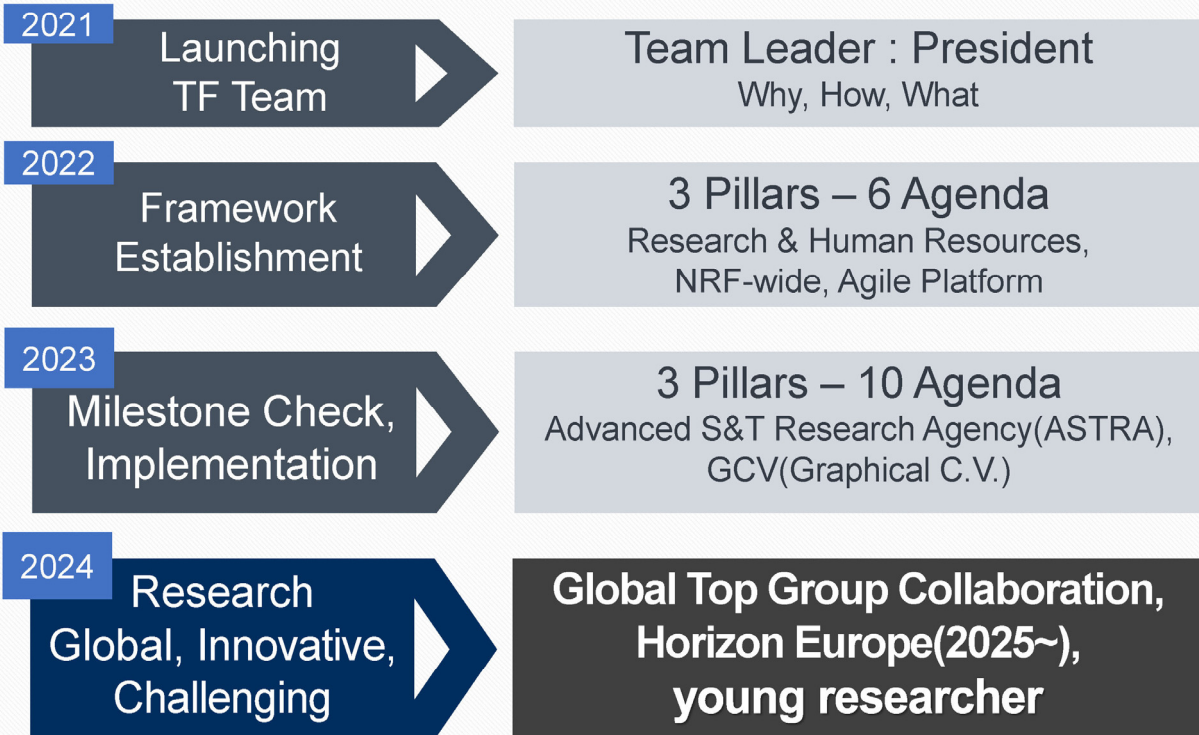 2021
Launching
TF Team
Team Leader : President
Why, How, What
2022
Framework
Establishment
3 Pillars – 6 Agenda
Research & Human Resources,
NRF-wide, Agile Platform
2023
Milestone Check,
Implementation
3 Pillars – 10 Agenda
Advanced S&T Research Agency(ASTRA),
GCV(Graphical C.V.)
2024
Research
Global, Innovative,
Challenging
Global Top Group Collaboration,
Horizon Europe(2025~),
young researcher